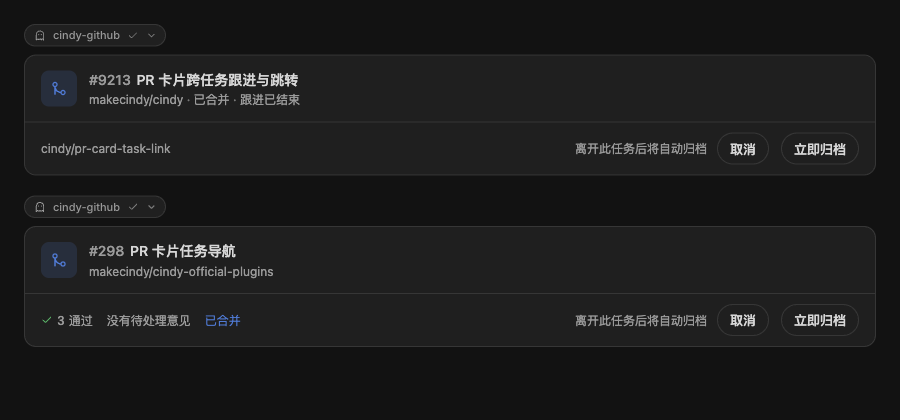 cindy-github
#9213 PR 卡片跨任务跟进与跳转
makecindy/cindy · 已合并 · 跟进已结束
cindy/pr-card-task-link 离开此任务后将自动归档 取消 立即归档
cindy-github
#298 PR 卡片任务导航
makecindy/cindy-official-plugins
3 通过 没有待处理意见 已合并 离开此任务后将自动归档 取消 立即归档